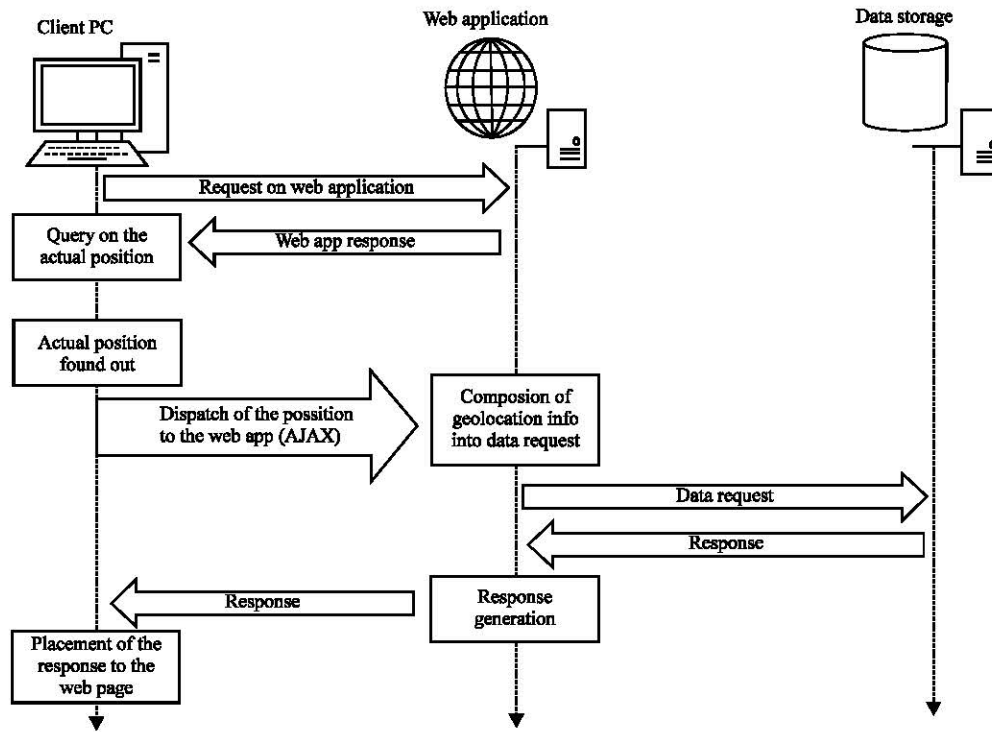 Client PC
Web application
Data storage
Request on web application
Query on the
actual position
Web app response
Actual position
found out
Dispatch of the possition
to the web app (AJAX)
Composion of
geolocation info
into data request
Data request
Response
Response
Response
generation
Placement of the
response to the
web page